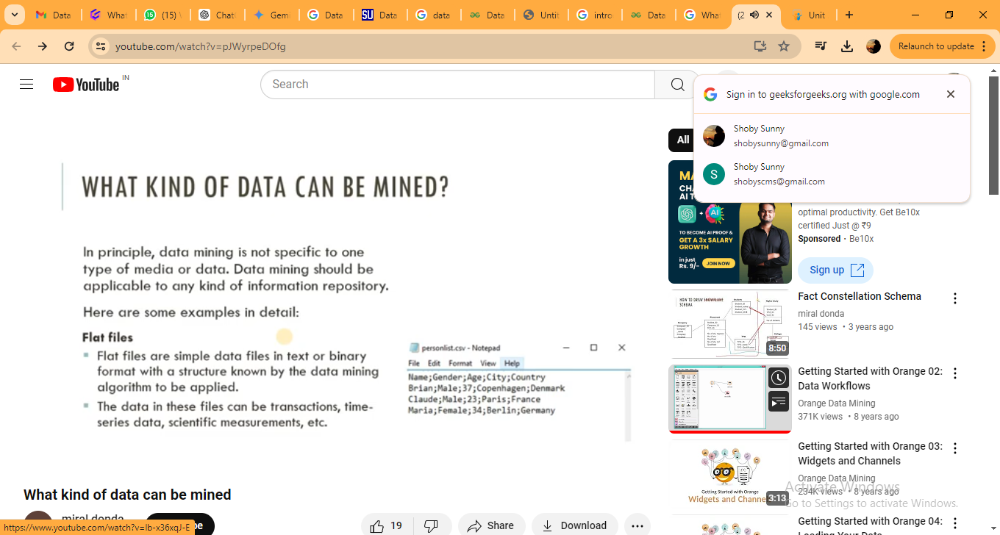 Data
What
(15)
Chat
Gemi
Data
SU
Data
data
Data
Untit
intro
Data
What
(2
Unit
youtube.com/watch?v=pJWyrpeDOfg
Relaunch to update
YouTube IN
Search
Sign in to geeksforgeeks.org with google.com
Shoby Sunny
shobysunny@gmail.com
S
Shoby Sunny
shobyscms@gmail.com
All
WHAT KIND OF DATA CAN BE MINED?
In principle, data mining is not specific to one
type of media or data. Data mining should be
applicable to any kind of information repository.
Here are some examples in detail:
Flat files
Flat files are simple data files in text or binary
format with a structure known by the data mining
algorithm to be applied.
The data in these files can be transactions, time-
series data, scientific measurements, etc.
personlist.csv - Notepad
File Edit Format View Help
Name;Gender;Age;City;Country
Brian;Male;37;Copenhagen;Denmark
Claude;Male;23;Paris;France
Maria;Female;34;Berlin;Germany
What kind of data can be mined
miral donda
19
Share
Download
https://www.youtube.com/watch?v=Ib-x36xqJ-E
AI
TO BECOME AI PROOF &
GET A 3X SALARY
GROWTH
in just
Rs. 9/-
JOIN NOW
optimal productivity. Get Be10x
certified Just @ ₹9
Sponsored · Be10x
Sign up
HOW TO DRAW SNOWFLAKE
SCHEMA
8:50
Fact Constellation Schema
miral donda
145 views • 3 years ago
Getting Started with Orange 02:
Data Workflows
Orange Data Mining
371K views • 8 years ago
Getting Started with Orange
Widgets and Channe
3:13
Getting Started with Orange 03:
Widgets and Channels
Orange Data Mining
234K views • 8 years ago
Getting Started with Orange 04:
Loading Your Data
Activate Windows
Go to Settings to activate Windows.